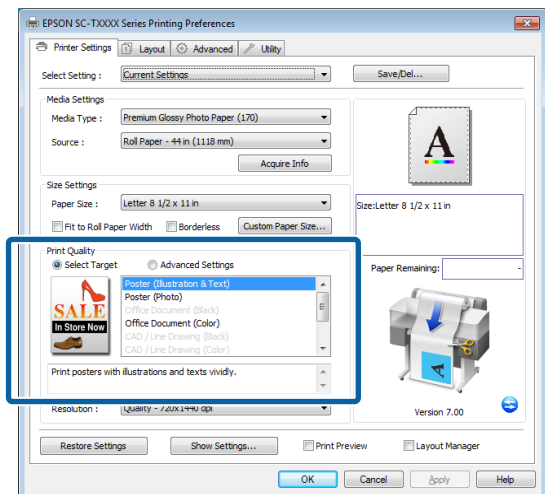 EPSON SC-TXXXX Series Printing Preferences
Printer Settings Layout Advanced Utility
Select Setting : Current Settings Save/Del...
Media Settings
Media Type : Premium Glossy Photo Paper (170)
Source : Roll Paper - 44 in (1118 mm)
Acquire Info
A
Size Settings
Paper Size : Letter 8 1/2 x 11 in
Fit to Roll Paper Width Borderless Custom Paper Size...
Size:Letter 8 1/2 x 11 in
Print Quality
Select Target Advanced Settings
SALE
In Store Now
Poster (Illustration & Text)
Poster (Photo)
Office Document (Black)
Office Document (Color)
CAD / Line Drawing (Black)
CAD / Line Drawing (Color)
Print posters with illustrations and texts vividly.
Paper Remaining: -
A
Resolution : Quality - 720x1440 dpi
Version 7.00
Restore Settings Show Settings... Print Preview Layout Manager
OK Cancel Apply Help